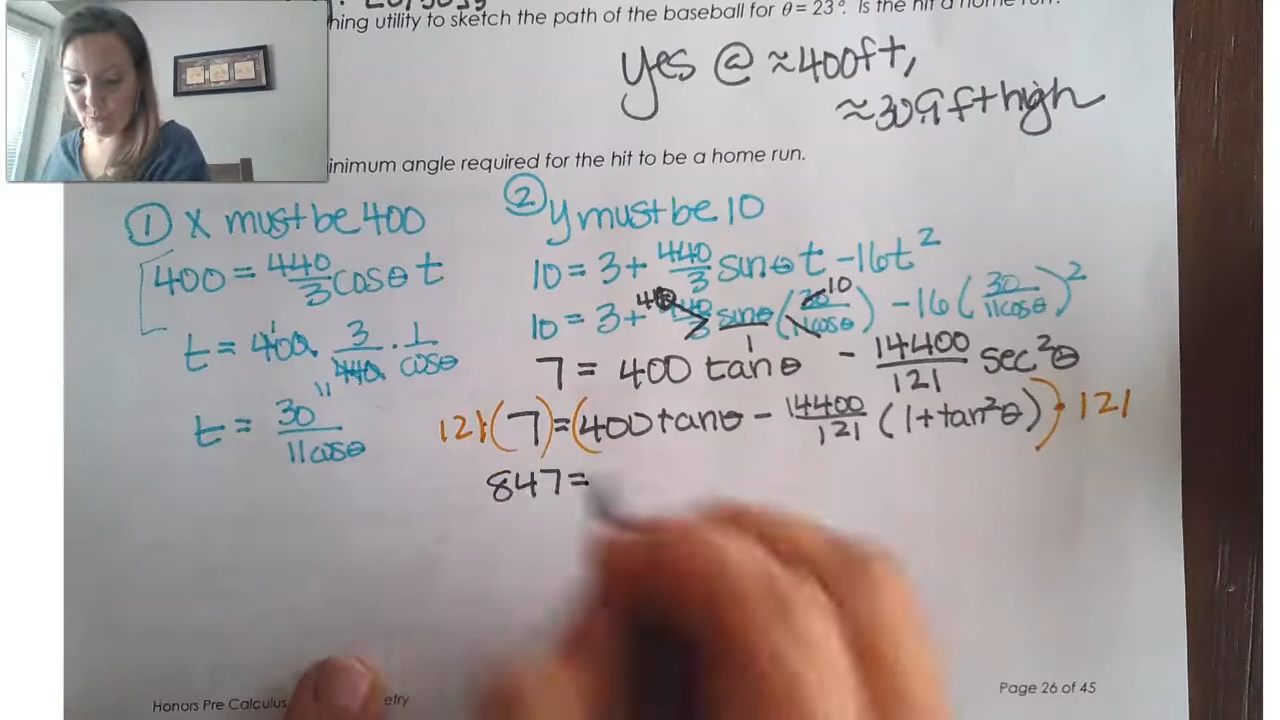 hing utility to sketch the path of the baseball for θ = 23°. Is the hit a home run?
yes @ ≈400ft,
≈30.9ft high
inimum angle required for the hit to be a home run.
① x must be 400
400 = 440/3 cosθ t
t = 400 · 3/440 · 1/cosθ
t = 30/11cosθ
② y must be 10
10 = 3 + 440/3 sinθ t - 16t²
10 = 3 + 440/3 sinθ/1 (30/11cosθ) - 16 (30/11cosθ)²
7 = 400 tanθ - 14400/121 sec²θ
121·(7) = (400 tanθ - 14400/121 (1 + tan²θ)) · 121
847 =
Honors Pre Calculus
etry
Page 26 of 45